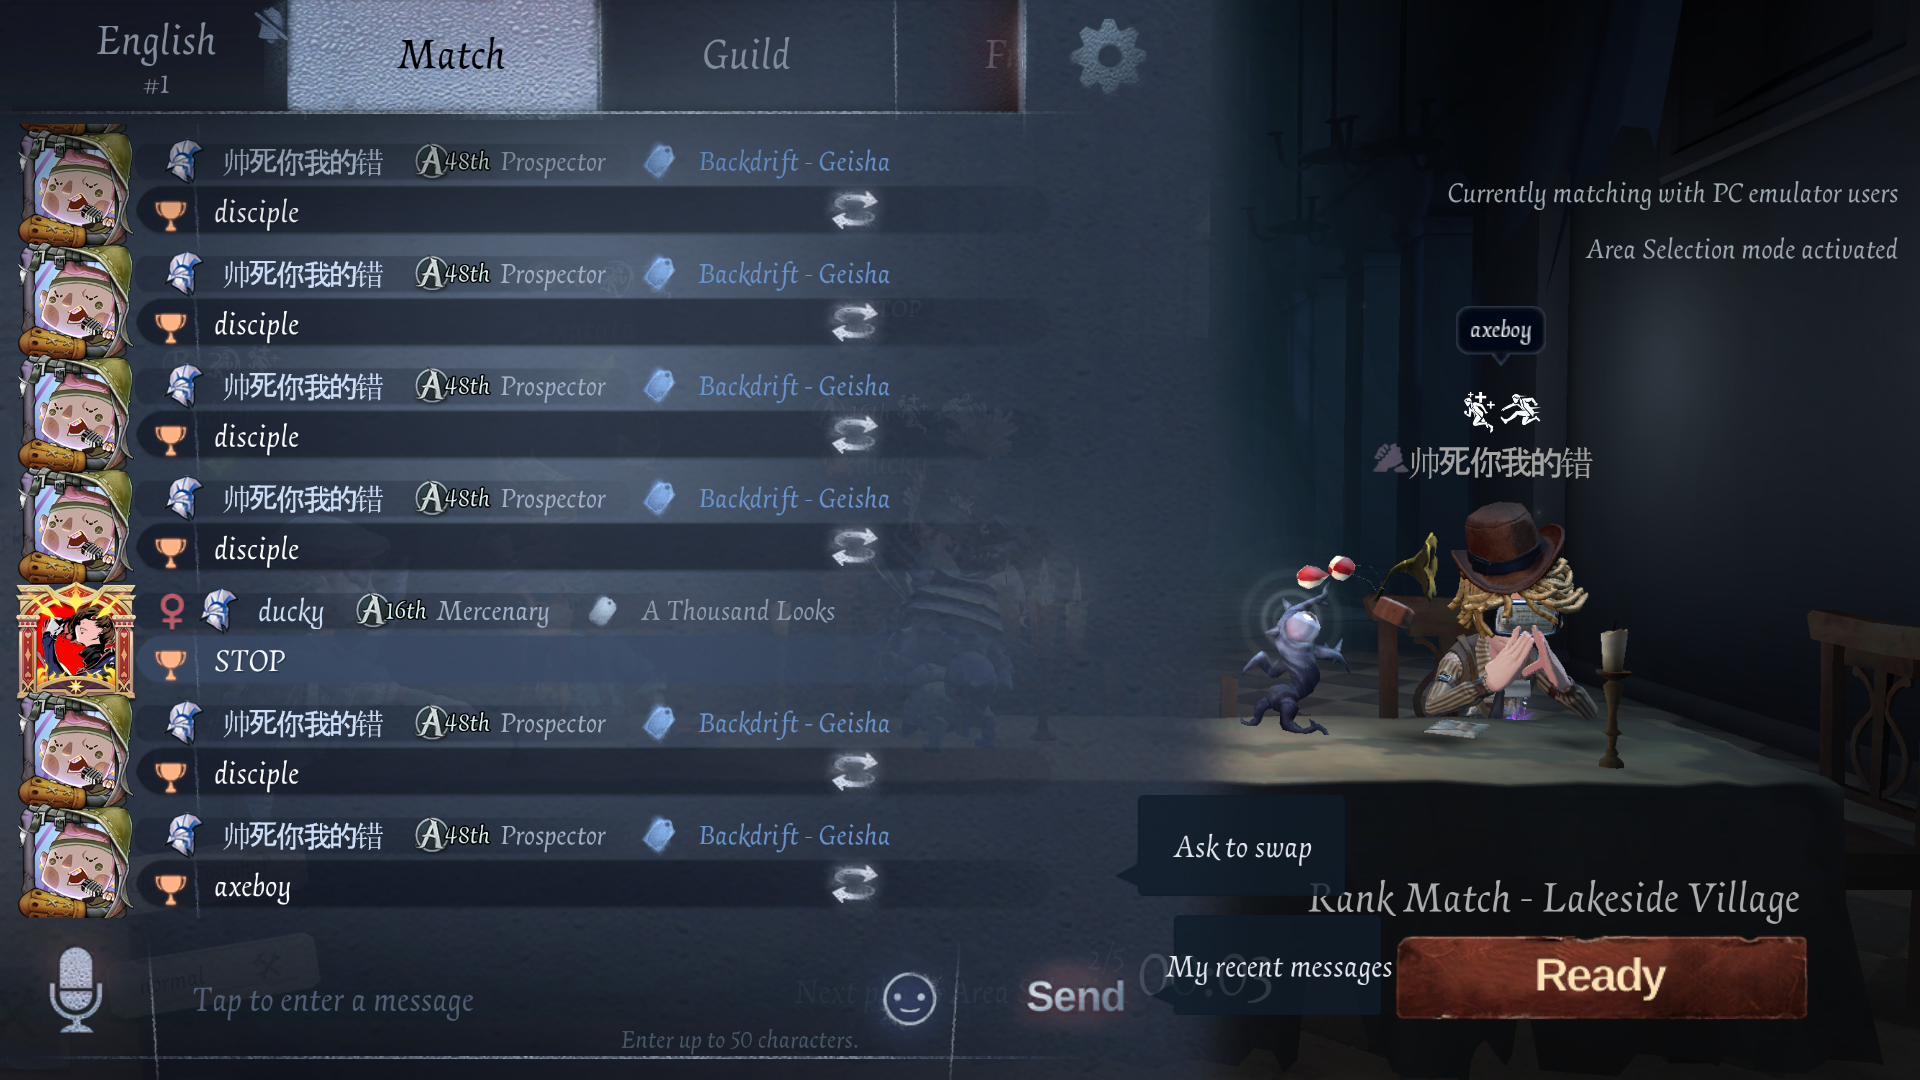 English
#1
Match
Guild
F
帅死你我的错 A 48th Prospector Backdrift - Geisha
disciple
帅死你我的错 A 48th Prospector Backdrift - Geisha
disciple
帅死你我的错 A 48th Prospector Backdrift - Geisha
disciple
帅死你我的错 A 48th Prospector Backdrift - Geisha
disciple
ducky A 16th Mercenary A Thousand Looks
STOP
帅死你我的错 A 48th Prospector Backdrift - Geisha
disciple
帅死你我的错 A 48th Prospector Backdrift - Geisha
axeboy
Tap to enter a message
Enter up to 50 characters.
Send
Currently matching with PC emulator users
Area Selection mode activated
axeboy
帅死你我的错
Ask to swap
Rank Match - Lakeside Village
My recent messages
2/5
00:03
Ready